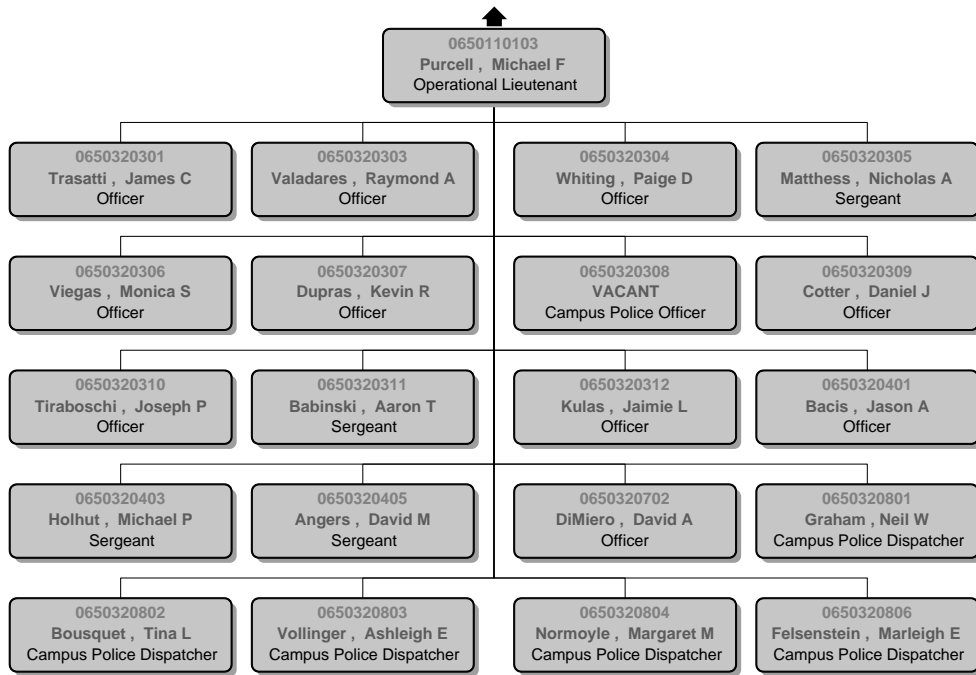 0650110103
Purcell , Michael F
Operational Lieutenant
0650320301
Trasatti , James C
Officer
0650320303
Valadares , Raymond A
Officer
0650320304
Whiting , Paige D
Officer
0650320305
Matthess , Nicholas A
Sergeant
0650320306
Viegas , Monica S
Officer
0650320307
Dupras , Kevin R
Officer
0650320308
VACANT
Campus Police Officer
0650320309
Cotter , Daniel J
Officer
0650320310
Tiraboschi , Joseph P
Officer
0650320311
Babinski , Aaron T
Sergeant
0650320312
Kulas , Jaimie L
Officer
0650320401
Bacis , Jason A
Officer
0650320403
Holhut , Michael P
Sergeant
0650320405
Angers , David M
Sergeant
0650320702
DiMiero , David A
Officer
0650320801
Graham , Neil W
Campus Police Dispatcher
0650320802
Bousquet , Tina L
Campus Police Dispatcher
0650320803
Vollinger , Ashleigh E
Campus Police Dispatcher
0650320804
Normoyle , Margaret M
Campus Police Dispatcher
0650320806
Felsenstein , Marleigh E
Campus Police Dispatcher